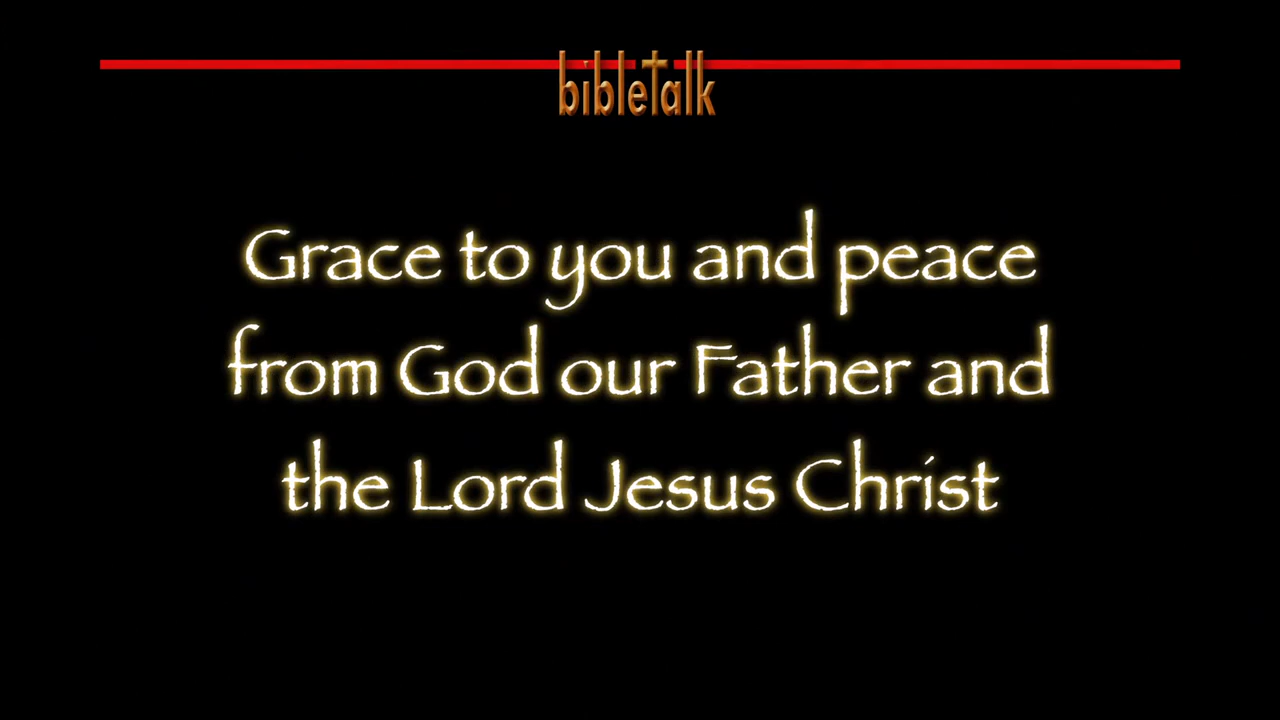 bibleTalk
Grace to you and peace
from God our Father and
the Lord Jesus Christ